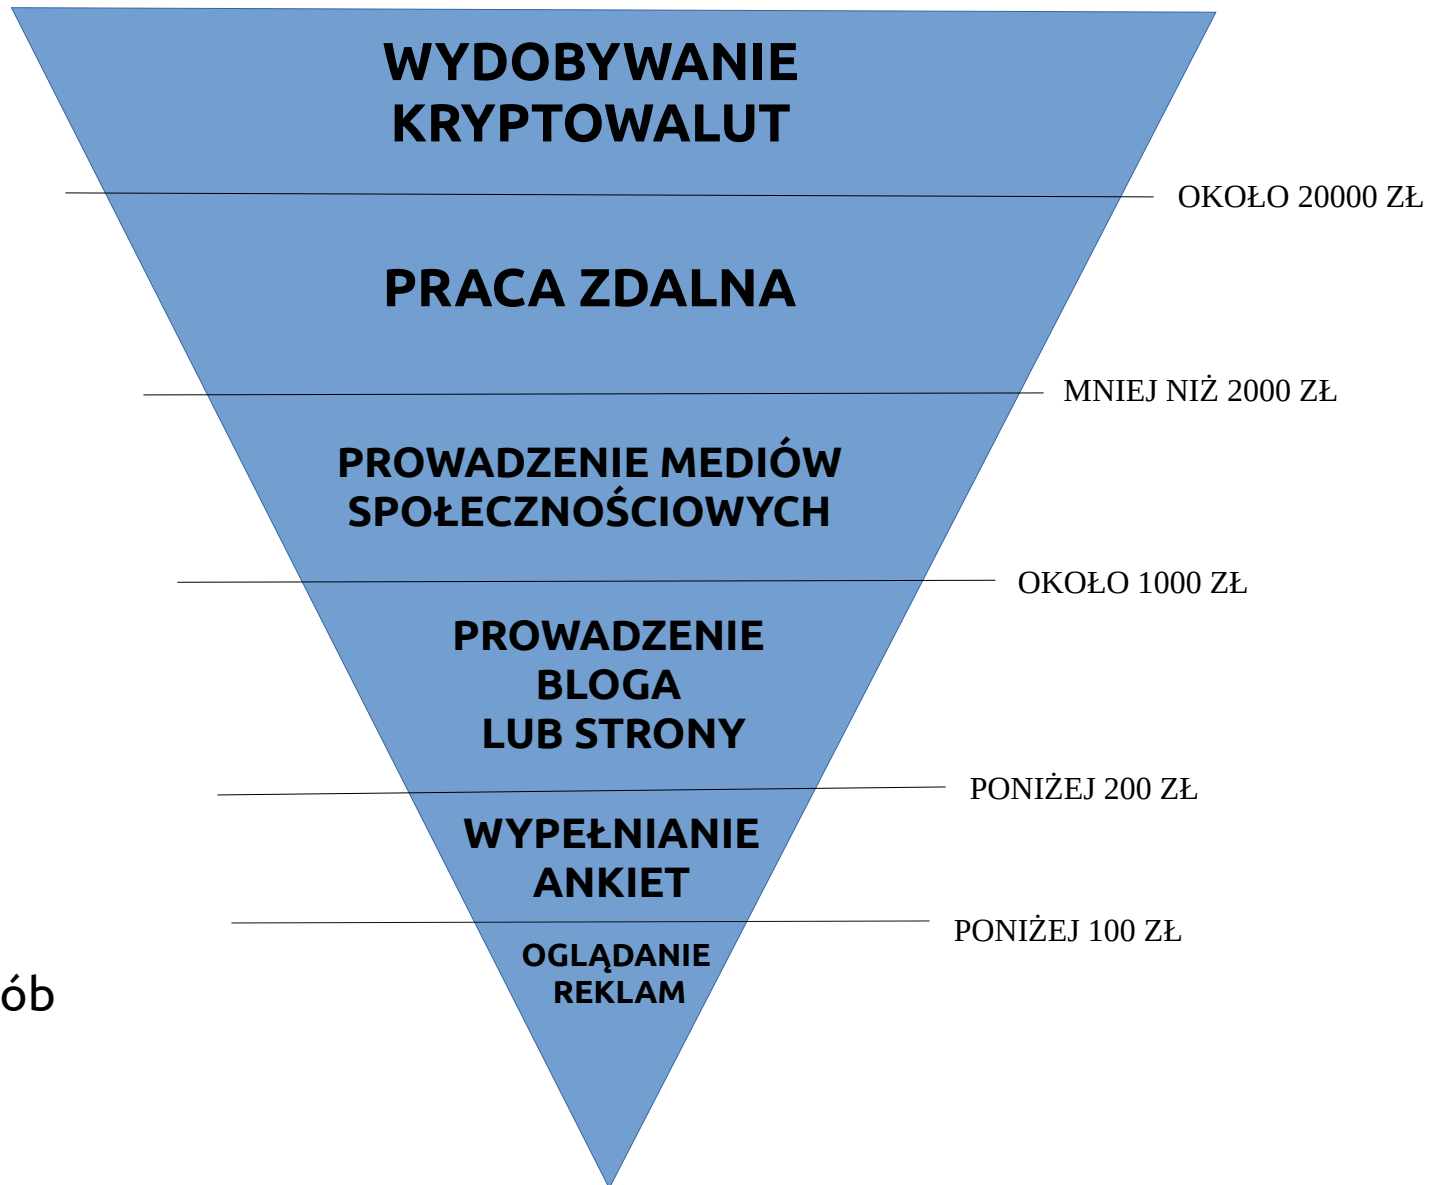 WYDOBYWANIE
KRYPTOWALUT
OKOŁO 20000 ZŁ
PRACA ZDALNA
MNIEJ NIŻ 2000 ZŁ
PROWADZENIE MEDIÓW
SPOŁECZNOŚCIOWYCH
OKOŁO 1000 ZŁ
PROWADZENIE
BLOGA
LUB STRONY
PONIŻEJ 200 ZŁ
WYPEŁNIANIE
ANKIET
PONIŻEJ 100 ZŁ
OGLĄDANIE
REKLAM
ób